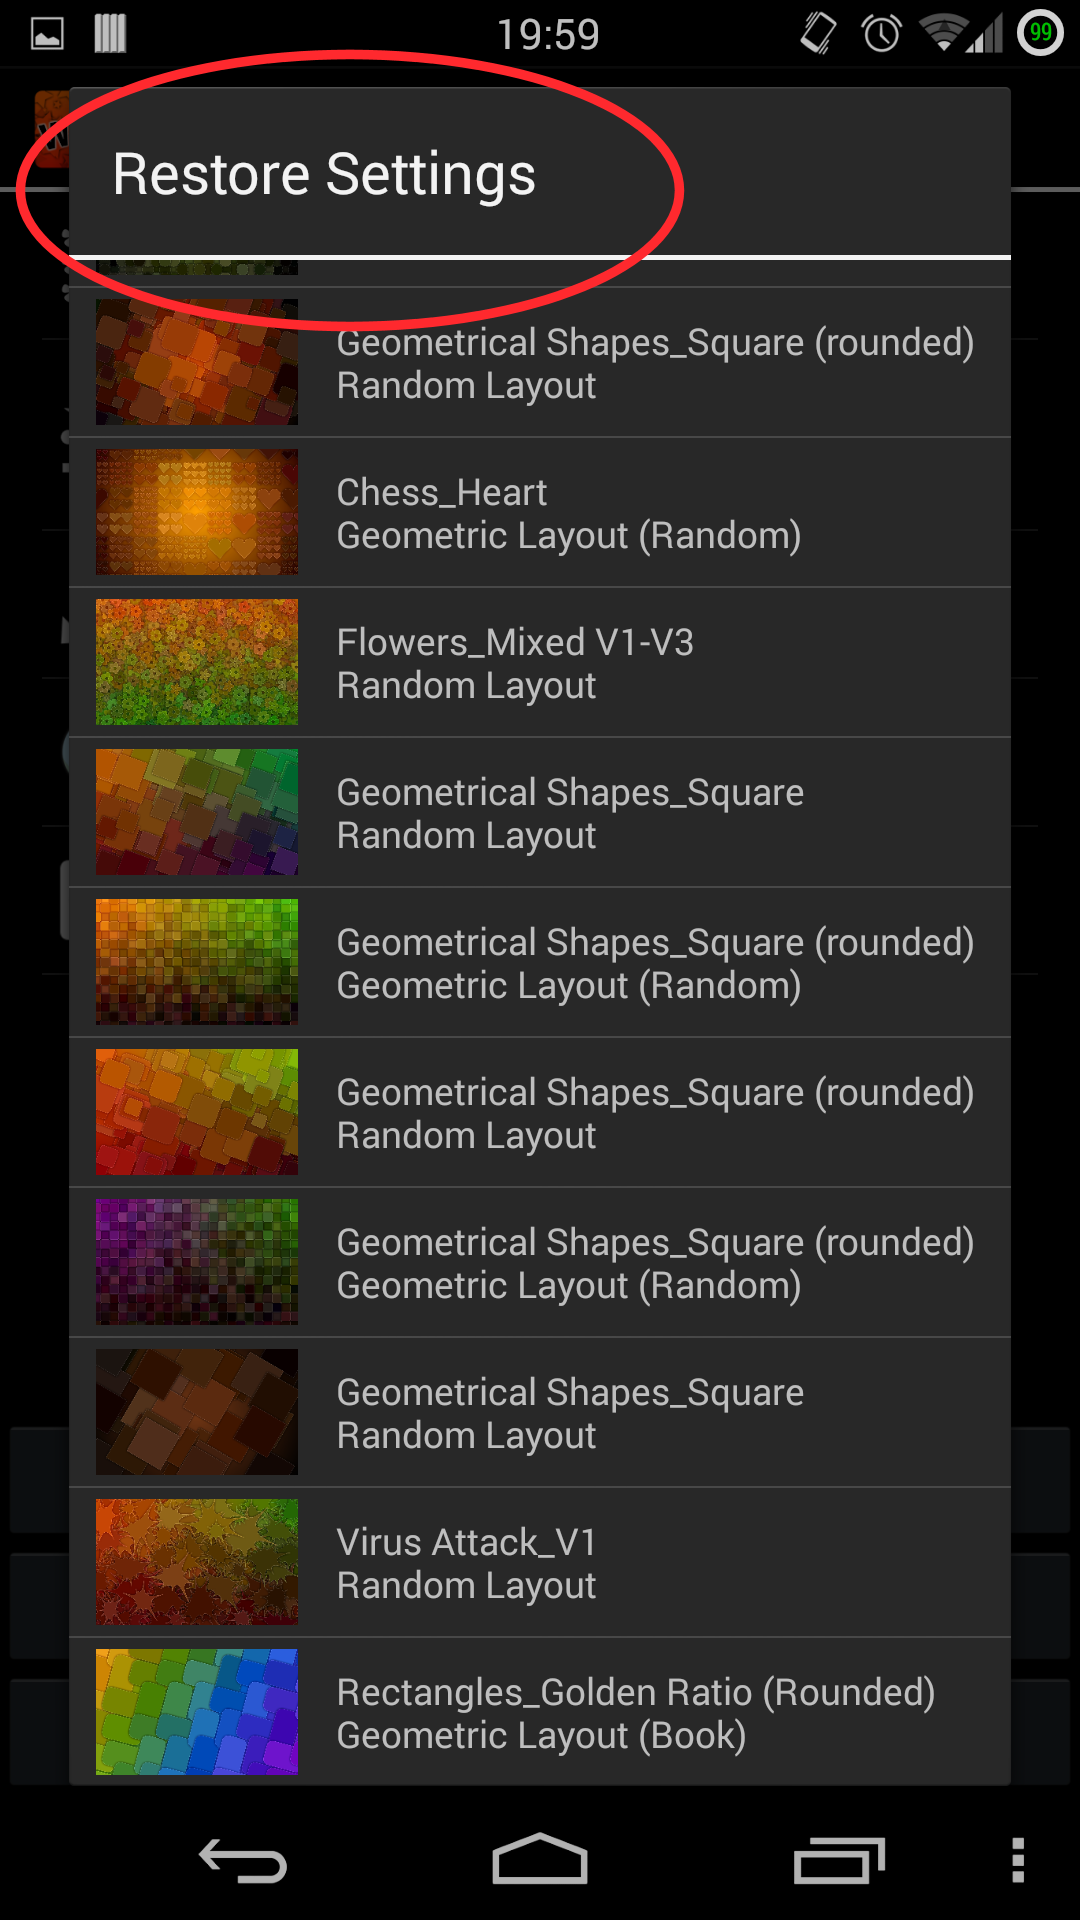 19:59
99
W
Restore Settings
Geometrical Shapes_Square (rounded)
Random Layout
Chess_Heart
Geometric Layout (Random)
Flowers_Mixed V1-V3
Random Layout
Geometrical Shapes_Square
Random Layout
Geometrical Shapes_Square (rounded)
Geometric Layout (Random)
Geometrical Shapes_Square (rounded)
Random Layout
Geometrical Shapes_Square (rounded)
Geometric Layout (Random)
Geometrical Shapes_Square
Random Layout
Virus Attack_V1
Random Layout
Rectangles_Golden Ratio (Rounded)
Geometric Layout (Book)